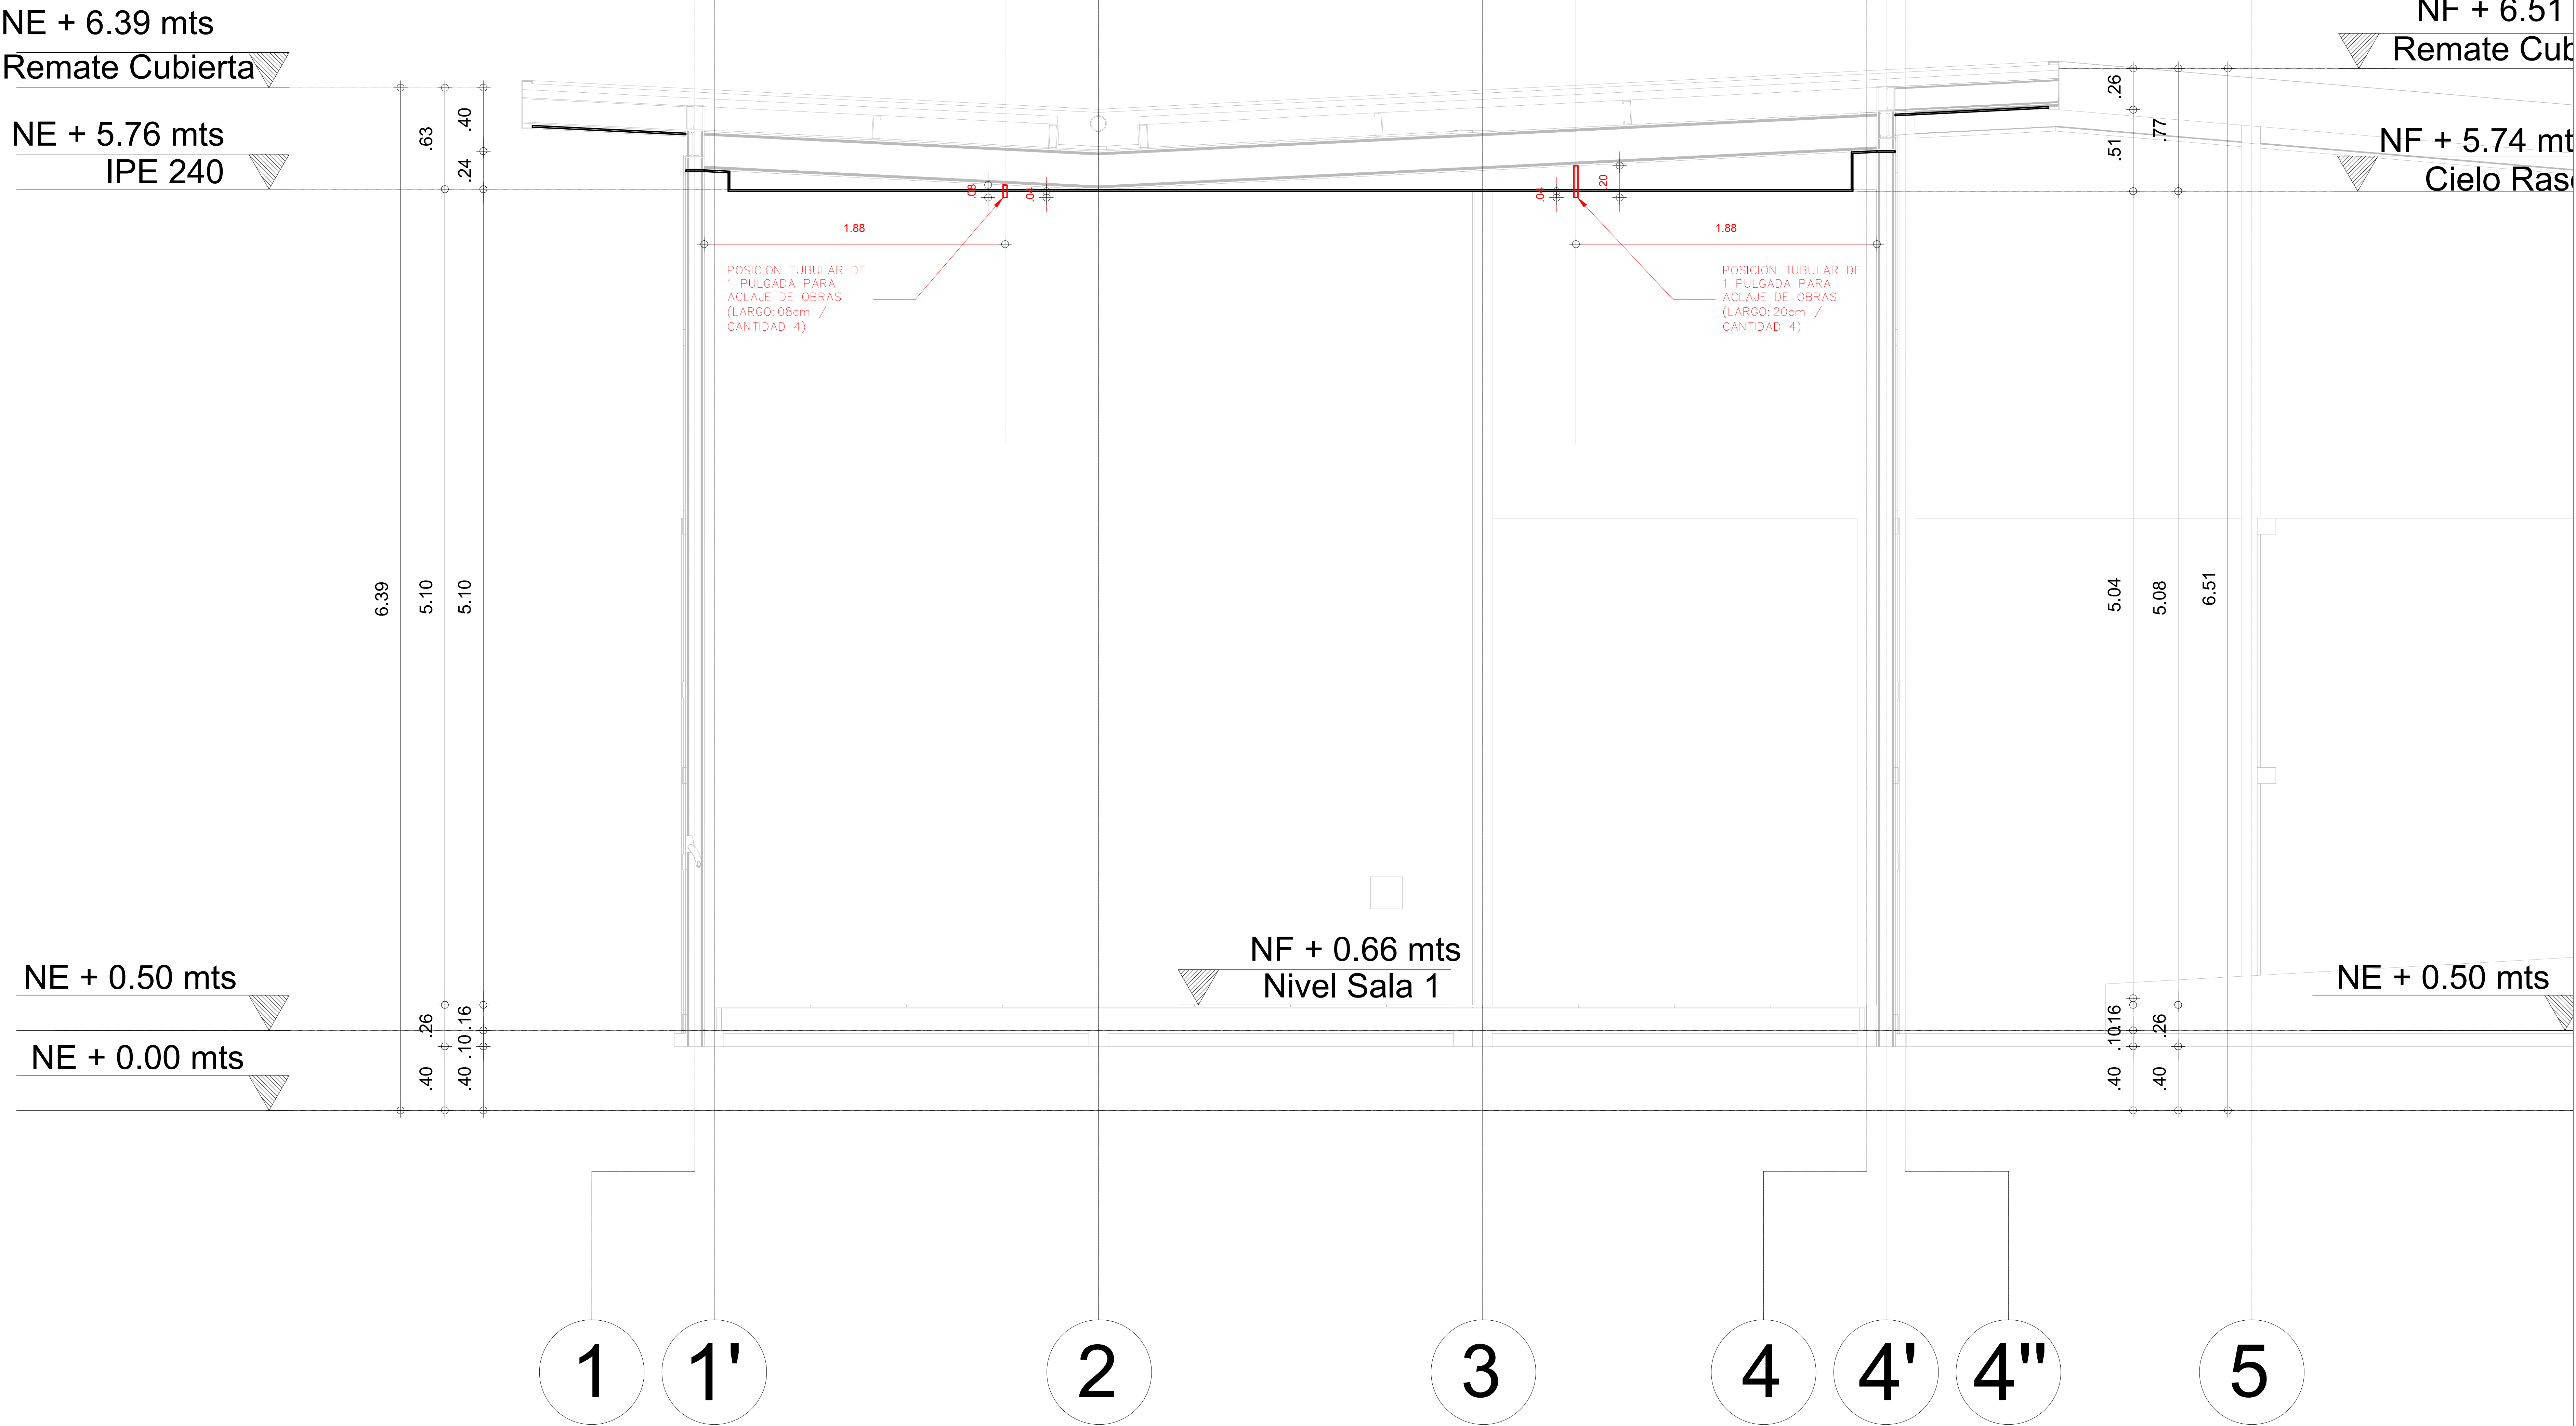 NE + 6.39 mts
Remate Cubierta
NE + 5.76 mts
IPE 240
.63
.40
.24
6.39
5.10
5.10
NE + 0.50 mts
NE + 0.00 mts
.26
.16
.10
.40
.40
.08
.04
1.88
POSICION TUBULAR DE
1 PULGADA PARA
ACLAJE DE OBRAS
(LARGO: 08cm /
CANTIDAD 4)
.04
.20
1.88
POSICION TUBULAR DE
1 PULGADA PARA
ACLAJE DE OBRAS
(LARGO: 20cm /
CANTIDAD 4)
NF + 0.66 mts
Nivel Sala 1
NF + 6.51
Remate Cub
NF + 5.74 mt
Cielo Ras
.26
.51
.77
5.04
5.08
6.51
NE + 0.50 mts
.16
.10
.26
.40
.40
1
1'
2
3
4
4'
4"
5